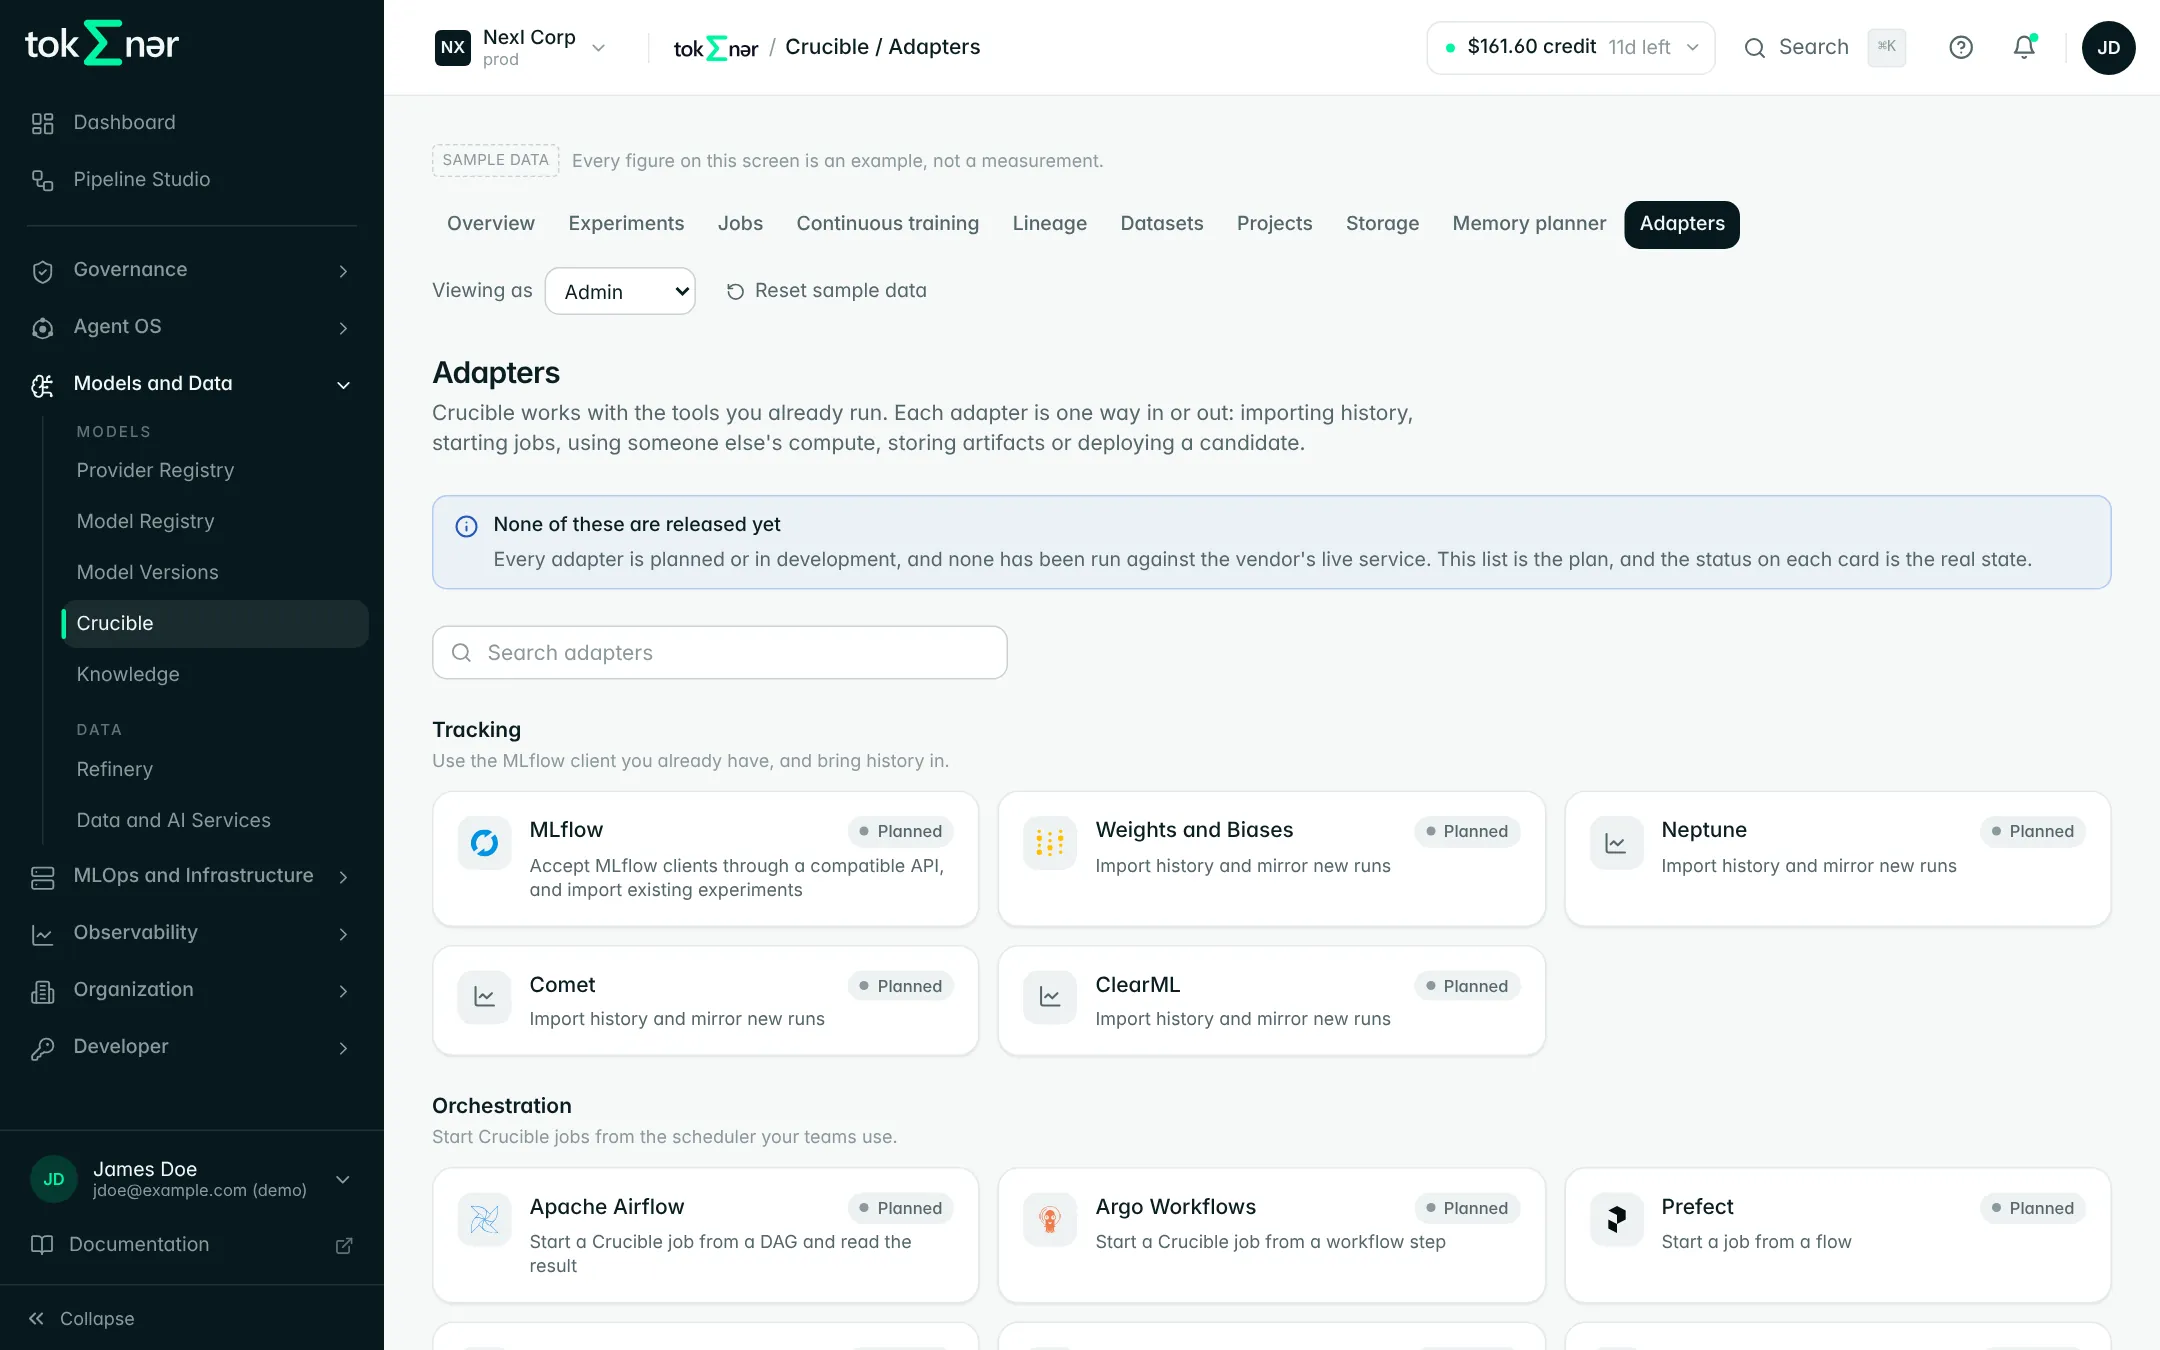 tokΣnər
Dashboard
Pipeline Studio
Governance
Agent OS
Models and Data
MODELS
Provider Registry
Model Registry
Model Versions
Crucible
Knowledge
DATA
Refinery
Data and AI Services
MLOps and Infrastructure
Observability
Organization
Developer
JD
James Doe
jdoe@example.com (demo)
Documentation
Collapse
NX
Nexl Corp
prod
tokΣnər / Crucible / Adapters
$161.60 credit 11d left
Search ⌘K
JD
SAMPLE DATA Every figure on this screen is an example, not a measurement.
Overview Experiments Jobs Continuous training Lineage Datasets Projects Storage Memory planner Adapters
Viewing as Admin Reset sample data
Adapters
Crucible works with the tools you already run. Each adapter is one way in or out: importing history,
starting jobs, using someone else's compute, storing artifacts or deploying a candidate.
None of these are released yet
Every adapter is planned or in development, and none has been run against the vendor's live service. This list is the plan, and the status on each card is the real state.
Search adapters
Tracking
Use the MLflow client you already have, and bring history in.
MLflow Planned
Accept MLflow clients through a compatible API,
and import existing experiments
Weights and Biases Planned
Import history and mirror new runs
Neptune Planned
Import history and mirror new runs
Comet Planned
Import history and mirror new runs
ClearML Planned
Import history and mirror new runs
Orchestration
Start Crucible jobs from the scheduler your teams use.
Apache Airflow Planned
Start a Crucible job from a DAG and read the
result
Argo Workflows Planned
Start a Crucible job from a workflow step
Prefect Planned
Start a job from a flow